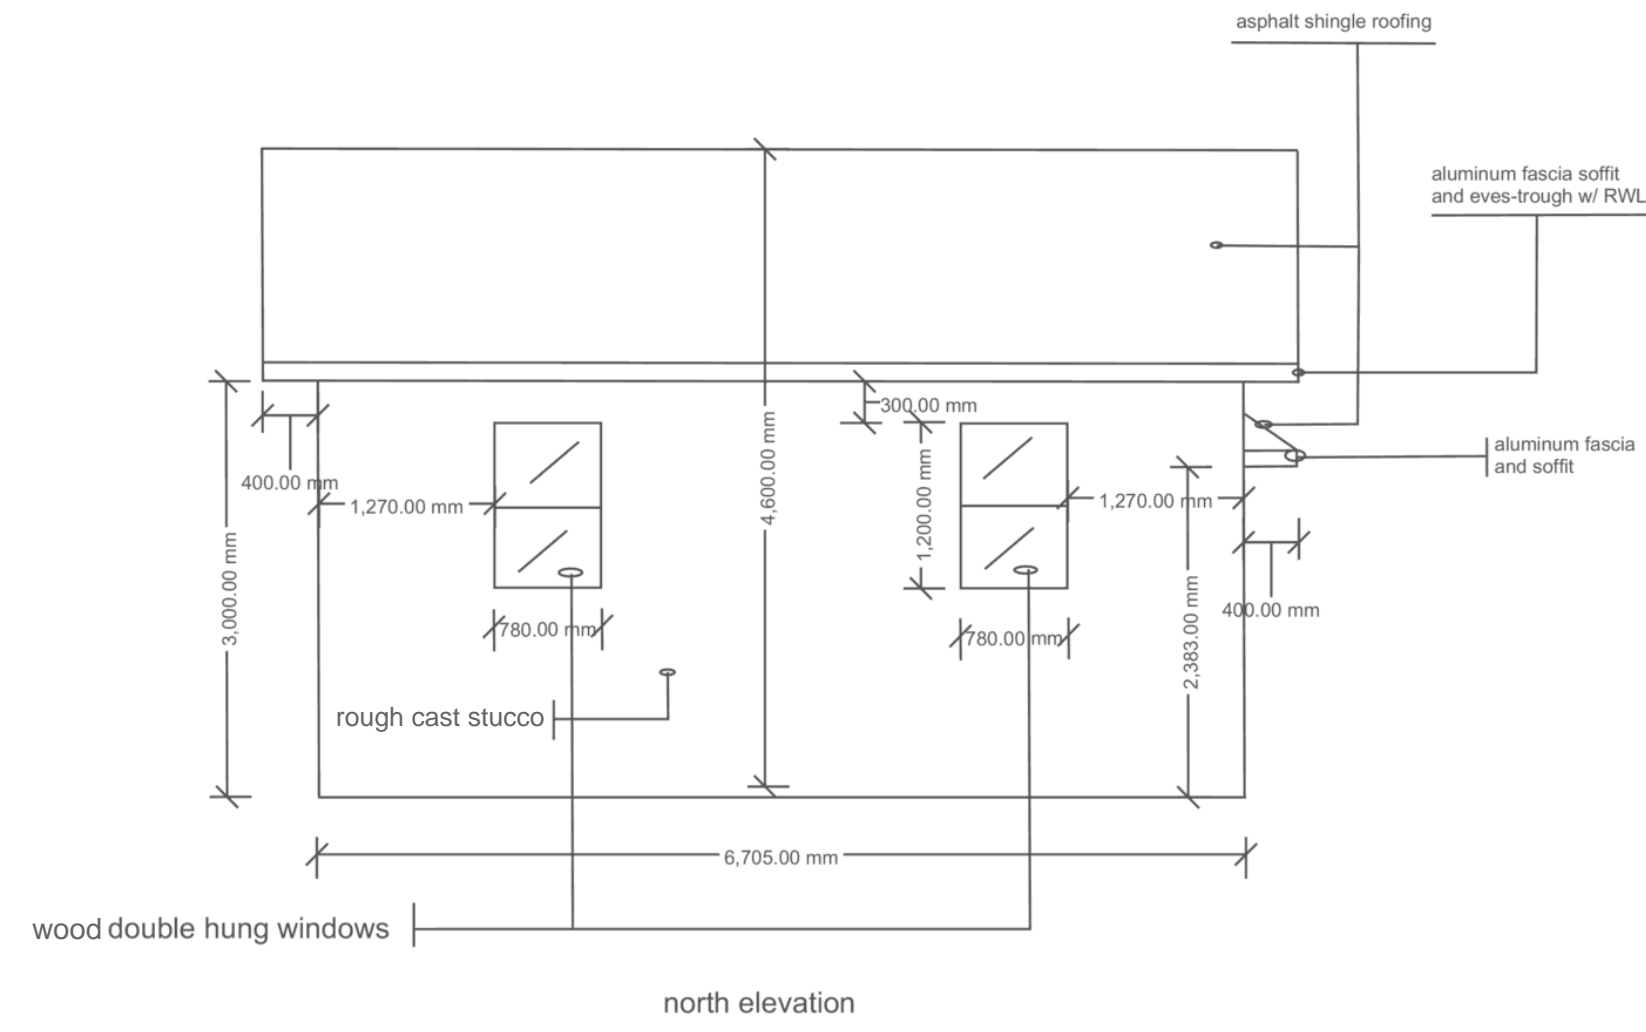 asphalt shingle roofing
aluminum fascia soffit
and eves-trough w/ RWL
300.00 mm
aluminum fascia
and soffit
400.00 mm
1,270.00 mm
4,600.00 mm
1,200.00 mm
1,270.00 mm
3,000.00 mm
780.00 mm
780.00 mm
2,383.00 mm
400.00 mm
rough cast stucco
6,705.00 mm
wood double hung windows
north elevation